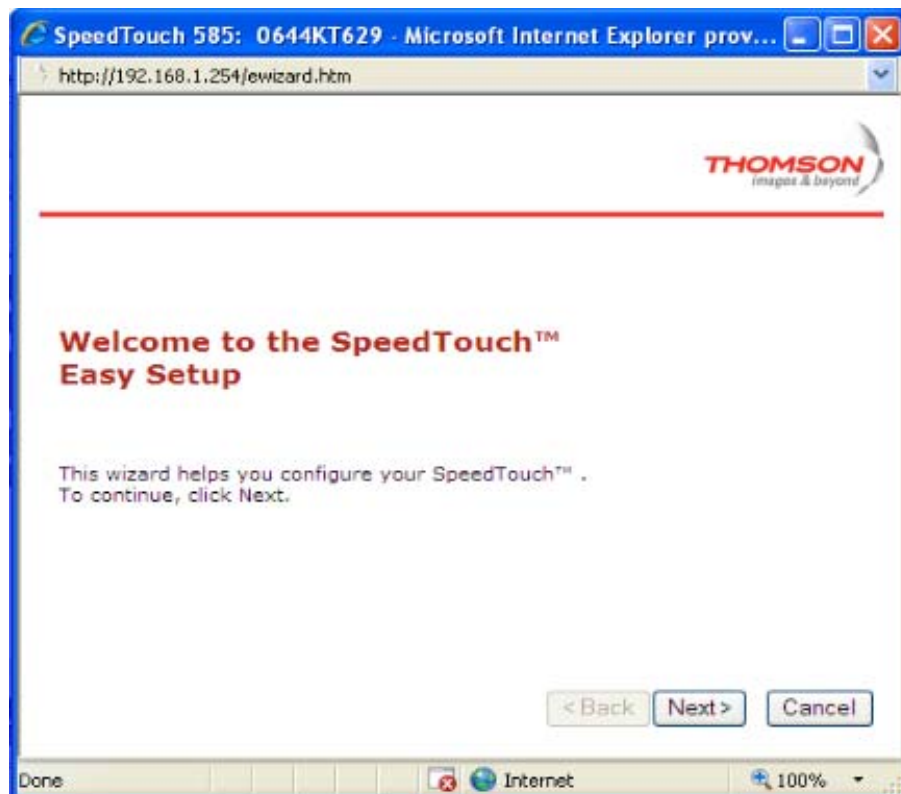 SpeedTouch 585: 0644KT629 - Microsoft Internet Explorer prov...
http://192.168.1.254/ewizard.htm
THOMSON
images & beyond
Welcome to the SpeedTouch™
Easy Setup
This wizard helps you configure your SpeedTouch™ .
To continue, click Next.
< Back Next > Cancel
Done Internet 100%